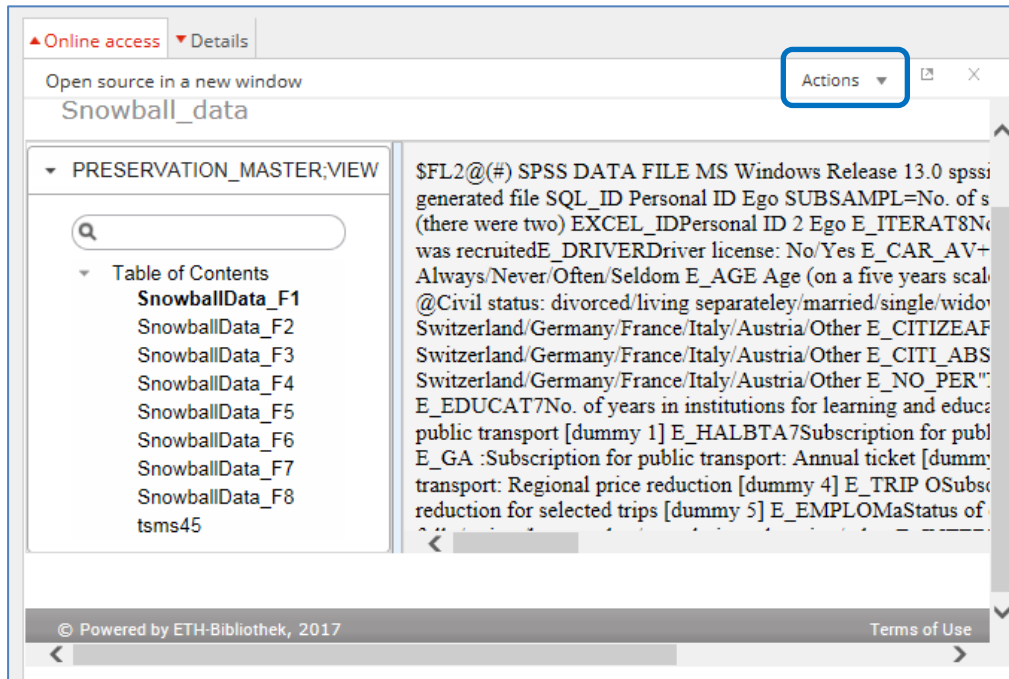 Online access Details
Open source in a new window Actions
Snowball_data
PRESERVATION_MASTER;VIEW
Table of Contents
SnowballData_F1
SnowballData_F2
SnowballData_F3
SnowballData_F4
SnowballData_F5
SnowballData_F6
SnowballData_F7
SnowballData_F8
tsms45
$FL2@(#) SPSS DATA FILE MS Windows Release 13.0 spssi
generated file SQL_ID Personal ID Ego SUBSAMPL=No. of s
(there were two) EXCEL_IDPersonal ID 2 Ego E_ITERAT8No
was recruitedE_DRIVERDriver license: No/Yes E_CAR_AV+
Always/Never/Often/Seldom E_AGE Age (on a five years scal
@Civil status: divorced/living separateley/married/single/widov
Switzerland/Germany/France/Italy/Austria/Other E_CITIZEAF
Switzerland/Germany/France/Italy/Austria/Other E_CITI_ABS
Switzerland/Germany/France/Italy/Austria/Other E_NO_PER"
E_EDUCAT7No. of years in institutions for learning and educa
public transport [dummy 1] E_HALBTA7Subscription for publ
E_GA :Subscription for public transport: Annual ticket [dummy
transport: Regional price reduction [dummy 4] E_TRIP OSubsc
reduction for selected trips [dummy 5] E_EMPLOMaStatus of
© Powered by ETH-Bibliothek, 2017 Terms of Use